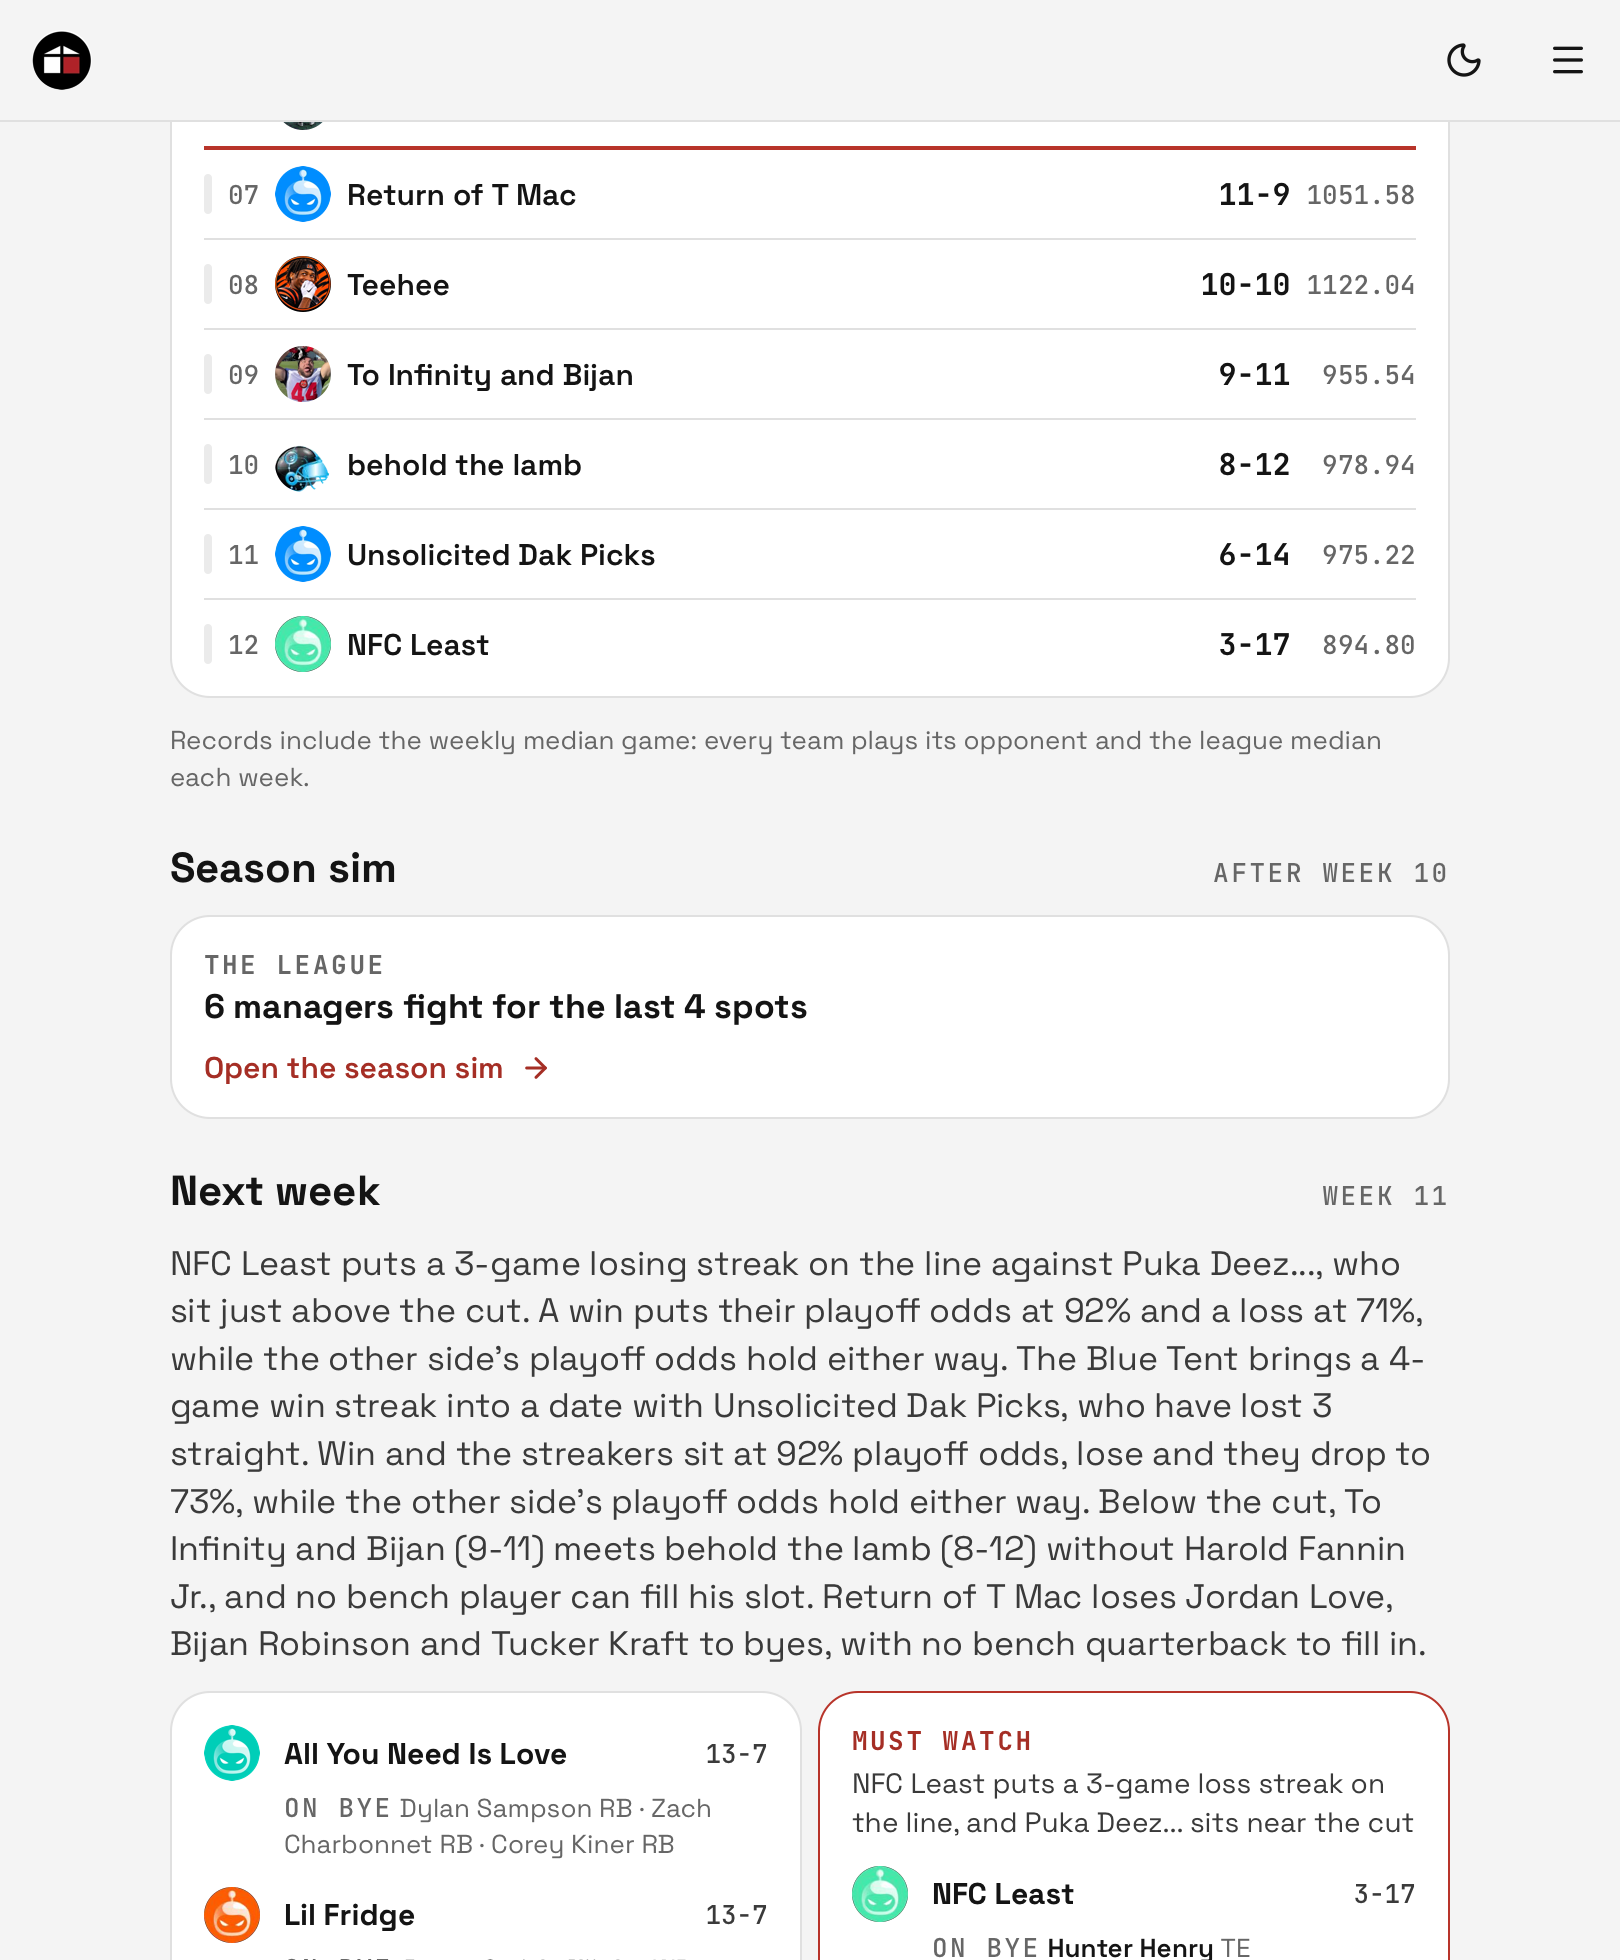 07 Return of T Mac 11-9 1051.58
08 Teehee 10-10 1122.04
09 To Infinity and Bijan 9-11 955.54
10 behold the lamb 8-12 978.94
11 Unsolicited Dak Picks 6-14 975.22
12 NFC Least 3-17 894.80
Records include the weekly median game: every team plays its opponent and the league median
each week.
Season sim AFTER WEEK 10
THE LEAGUE
6 managers fight for the last 4 spots
Open the season sim →
Next week WEEK 11
NFC Least puts a 3-game losing streak on the line against Puka Deez..., who
sit just above the cut. A win puts their playoff odds at 92% and a loss at 71%,
while the other side’s playoff odds hold either way. The Blue Tent brings a 4-
game win streak into a date with Unsolicited Dak Picks, who have lost 3
straight. Win and the streakers sit at 92% playoff odds, lose and they drop to
73%, while the other side’s playoff odds hold either way. Below the cut, To
Infinity and Bijan (9-11) meets behold the lamb (8-12) without Harold Fannin
Jr., and no bench player can fill his slot. Return of T Mac loses Jordan Love,
Bijan Robinson and Tucker Kraft to byes, with no bench quarterback to fill in.
All You Need Is Love 13-7
ON BYE Dylan Sampson RB · Zach
Charbonnet RB · Corey Kiner RB
Lil Fridge 13-7
MUST WATCH
NFC Least puts a 3-game loss streak on
the line, and Puka Deez... sits near the cut
NFC Least 3-17
ON BYE Hunter Henry TE